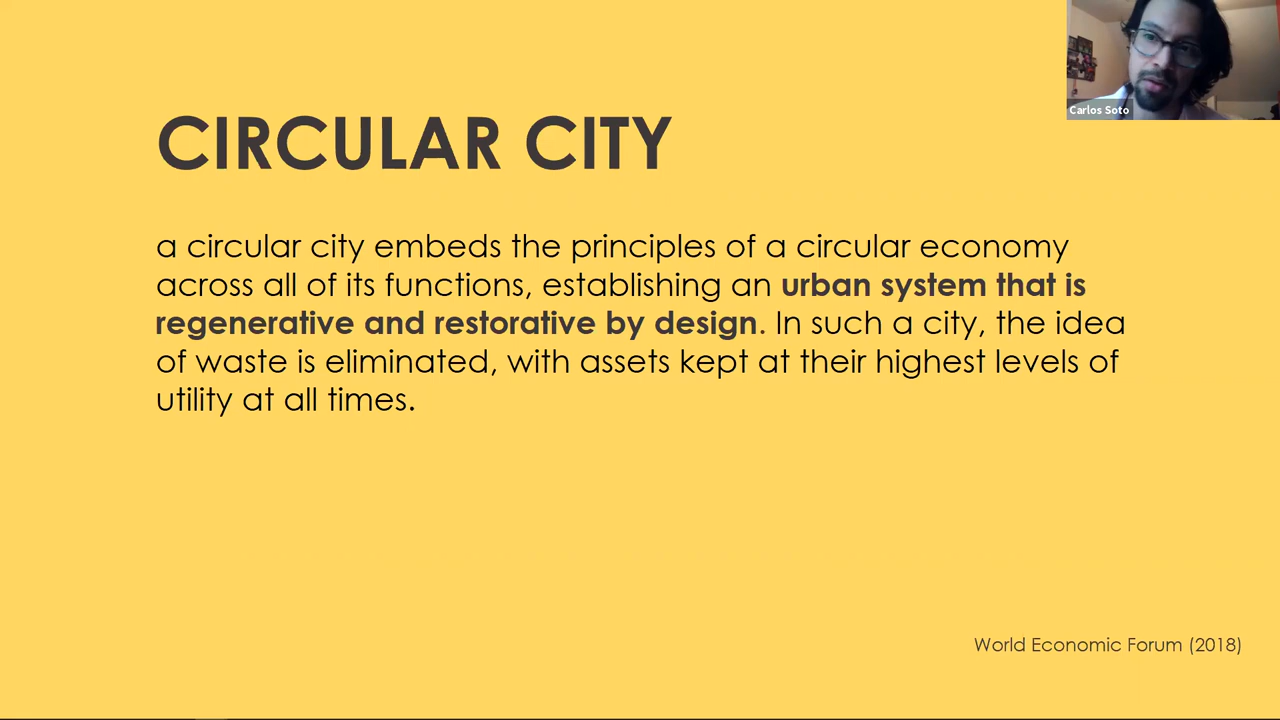 Carlos Soto
CIRCULAR CITY
a circular city embeds the principles of a circular economy
across all of its functions, establishing an urban system that is
regenerative and restorative by design. In such a city, the idea
of waste is eliminated, with assets kept at their highest levels of
utility at all times.
World Economic Forum (2018)